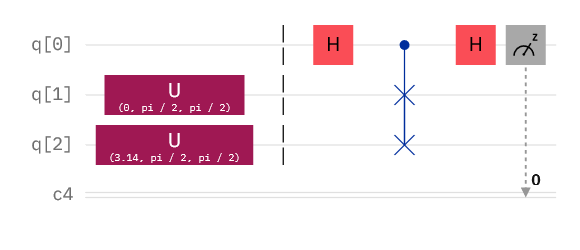 q[0] H H z
q[1] U
(0, pi / 2, pi / 2)
q[2] U
(3.14, pi / 2, pi / 2)
0
c4